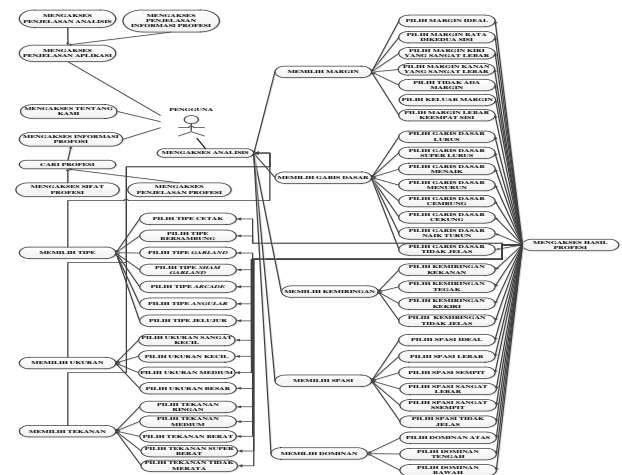 MENGAKSES
PENJELASAN ANALISIS
MENGAKSES
PENJELASAN
INFORMASI PROFESI
MENGAKSES
PENJELASAN APLIKASI
MENGAKSES TENTANG
KAMI
MENGAKSES INFORMASI
PROFOSI
CARI PROFESI
MENGAKSES SIFAT
PROFESI
MENGAKSES
PENJELASAN PROFESI
PENGGUNA
MENGAKSES ANALISIS
MEMILIH TIPE
PILIH TIPE CETAK
PILIH TIPE
BERSAMBUNG
PILIH TIPE GARLAND
PILIH TIPE SHAM
GARLAND
PILIH TIPE ARCADE
PILIH TIPE ANGULAR
PILIH TIPE JELUJUR
MEMILIH UKURAN
PILIH UKURAN SANGAT
KECIL
PILIH UKURAN KECIL
PILIH UKURAN MEDIUM
PILIH UKURAN BESAR
MEMILIH TEKANAN
PILIH TEKANAN
RINGAN
PILIH TEKANAN
MEDIUM
PILIH TEKANAN BERAT
PILIH TEKANAN SUPER
BERAT
PILIH TEKANAN TIDAK
MERATA
MEMILIH MARGIN
PILIH MARGIN IDEAL
PILIH MARGIN RATA
DIKEDUA SISI
PILIH MARGIN KIRI
YANG SANGAT LEBAR
PILIH MARGIN KANAN
YANG SANGAT LEBAR
PILIH TIDAK ADA
MARGIN
PILIH KELUAR MARGIN
PILIH MARGIN LEBAR
KEEMPAT SISI
MEMILIH GARIS DASAR
PILIH GARIS DASAR
LURUS
PILIH GARIS DASAR
SUPER LURUS
PILIH GARIS DASAR
MENAIK
PILIH GARIS DASAR
MENURUN
PILIH GARIS DASAR
CEMBUNG
PILIH GARIS DASAR
CEKUNG
PILIH GARIS DASAR
NAIK TURUN
PILIH GARIS DASAR
TIDAK JELAS
MEMILIH KEMIRINGAN
PILIH KEMIRINGAN
KEKANAN
PILIH KEMIRINGAN
TEGAK
PILIH KEMIRINGAN
KEKIRI
PILIH KEMIRINGAN
TIDAK JELAS
MEMILIH SPASI
PILIH SPASI IDEAL
PILIH SPASI LEBAR
PILIH SPASI SEMPIT
PILIH SPASI SANGAT
LEBAR
PILIH SPASI SANGAT
SSEMPIT
PILIH SPASI TIDAK
JELAS
MEMILIH DOMINAN
PILIH DOMINAN ATAS
PILIH DOMINAN
TENGAH
PILIH DOMINAN
BAWAH
MENGAKSES HASIL
PROFESI